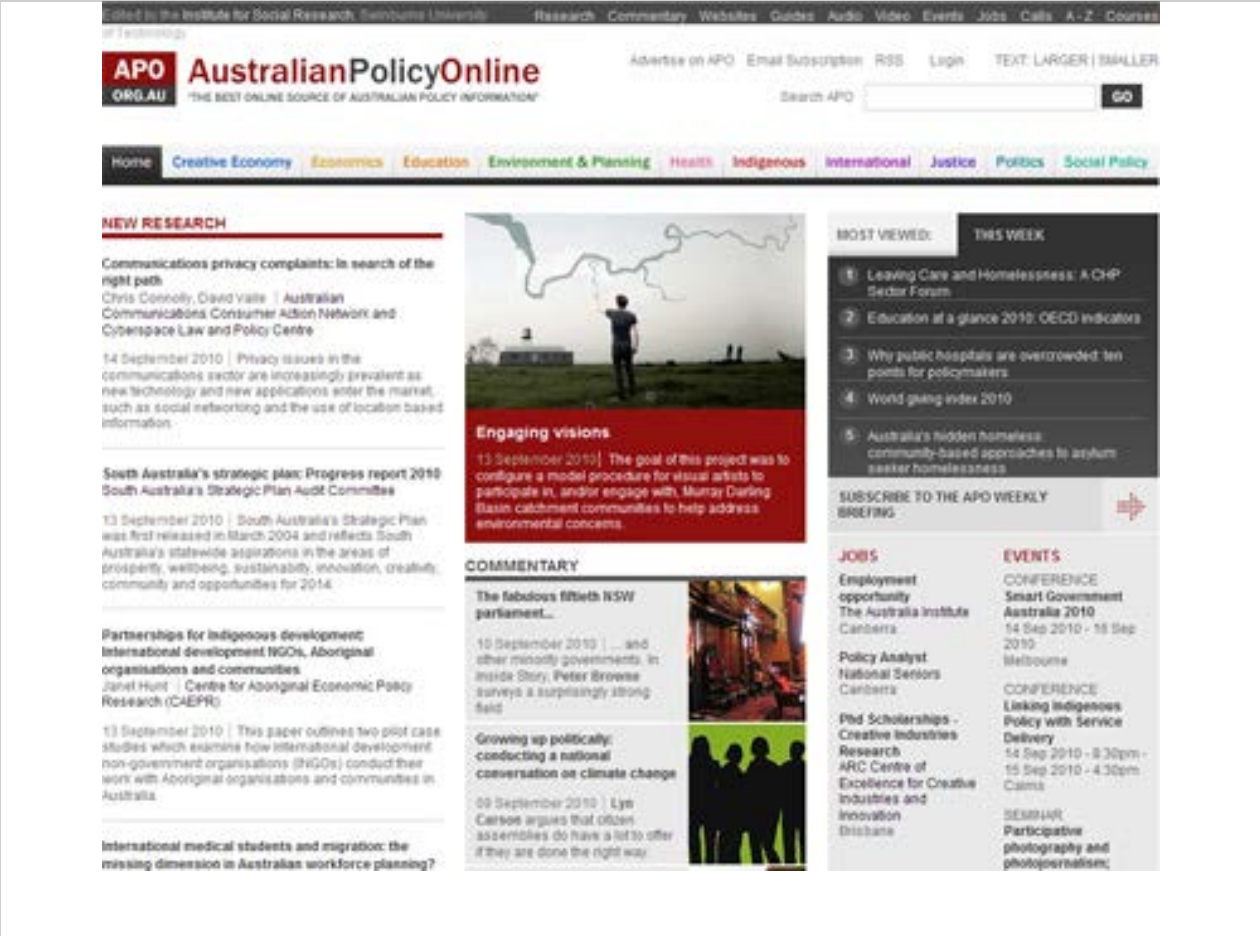 Edited by the Institute for Social Research, Swinburne University
of Technology
Research Commentary Websites Guides Audio Video Events Jobs Calls A - Z Courses
APO
ORG.AU
AustralianPolicyOnline
"THE BEST ONLINE SOURCE OF AUSTRALIAN POLICY INFORMATION"
Advertise on APO Email Subscription RSS Login TEXT: LARGER | SMALLER
Search APO GO
Home Creative Economy Economics Education Environment & Planning Health Indigenous International Justice Politics Social Policy
NEW RESEARCH
Communications privacy complaints: In search of the
right path
Chris Connolly, David Vaile | Australian
Communications Consumer Action Network and
Cyberspace Law and Policy Centre
14 September 2010 | Privacy issues in the
communications sector are increasingly prevalent as
new technology and new applications enter the market,
such as social networking and the use of location based
information.
South Australia's strategic plan: Progress report 2010
South Australia's Strategic Plan Audit Committee
13 September 2010 | South Australia's Strategic Plan
was first released in March 2004 and reflects South
Australia's statewide aspirations in the areas of
prosperity, wellbeing, sustainability, innovation, creativity,
community and opportunities for 2014.
Partnerships for Indigenous development:
International development NGOs, Aboriginal
organisations and communities
Janet Hunt | Centre for Aboriginal Economic Policy
Research (CAEPR)
13 September 2010 | This paper outlines two pilot case
studies which examine how international development
non-government organisations (INGOs) conduct their
work with Aboriginal organisations and communities in
Australia.
International medical students and migration: the
missing dimension in Australian workforce planning?
Engaging visions
13 September 2010| The goal of this project was to
configure a model procedure for visual artists to
participate in, and/or engage with, Murray Darling
Basin catchment communities to help address
environmental concerns.
COMMENTARY
The fabulous fiftieth NSW
parliament...
10 September 2010 | ... and
other minority governments. In
Inside Story, Peter Browne
surveys a surprisingly strong
field
Growing up politically:
conducting a national
conversation on climate change
09 September 2010 | Lyn
Carson argues that citizen
assemblies do have a lot to offer
if they are done the right way.
MOST VIEWED: THIS WEEK
1 Leaving Care and Homelessness: A CHP
Sector Forum
2 Education at a glance 2010: OECD indicators
3 Why public hospitals are overcrowded: ten
points for policymakers
4 World giving index 2010
5 Australia's hidden homeless:
community-based approaches to asylum
seeker homelessness
SUBSCRIBE TO THE APO WEEKLY
BRIEFING
JOBS
Employment
opportunity
The Australia Institute
Canberra
Policy Analyst
National Seniors
Canberra
Phd Scholarships -
Creative Industries
Research
ARC Centre of
Excellence for Creative
Industries and
Innovation
Brisbane
EVENTS
CONFERENCE
Smart Government
Australia 2010
14 Sep 2010 - 16 Sep
2010
Melbourne
CONFERENCE
Linking Indigenous
Policy with Service
Delivery
14 Sep 2010 - 8.30pm -
15 Sep 2010 - 4.30pm
Cairns
SEMINAR
Participative
photography and
photojournalism: